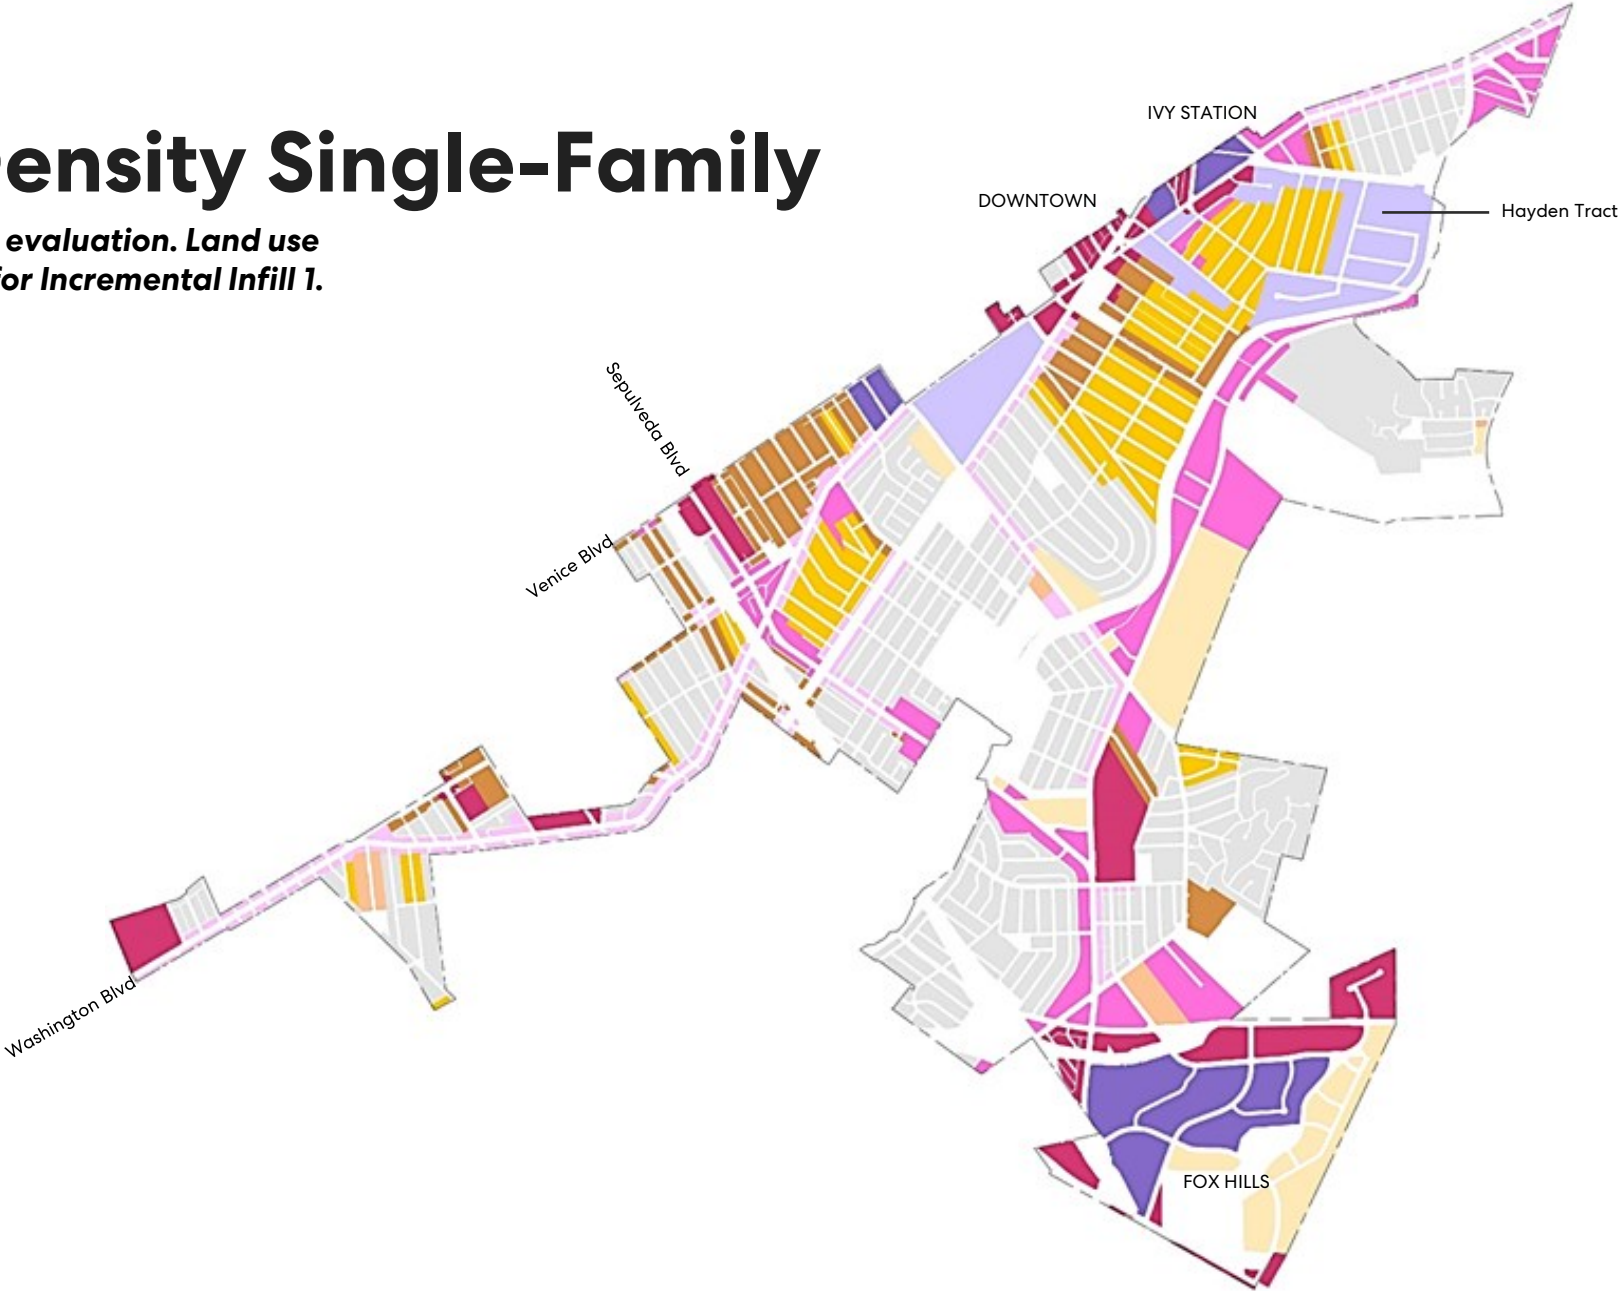 ensity Single-Family
evaluation. Land use
for Incremental Infill 1.
IVY STATION
DOWNTOWN
Hayden Tract
Sepulveda Blvd
Venice Blvd
Washington Blvd
FOX HILLS